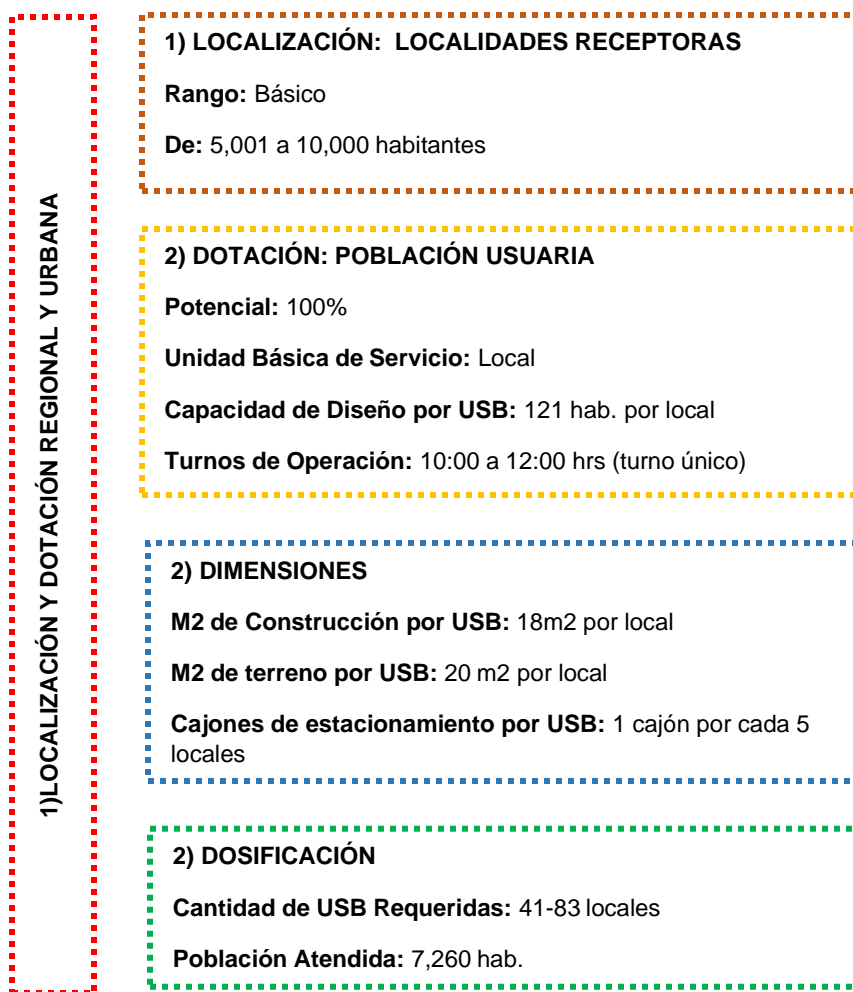 1)LOCALIZACIÓN Y DOTACIÓN REGIONAL Y URBANA
1) LOCALIZACIÓN: LOCALIDADES RECEPTORAS
Rango: Básico
De: 5,001 a 10,000 habitantes
2) DOTACIÓN: POBLACIÓN USUARIA
Potencial: 100%
Unidad Básica de Servicio: Local
Capacidad de Diseño por USB: 121 hab. por local
Turnos de Operación: 10:00 a 12:00 hrs (turno único)
2) DIMENSIONES
M2 de Construcción por USB: 18m2 por local
M2 de terreno por USB: 20 m2 por local
Cajones de estacionamiento por USB: 1 cajón por cada 5
locales
2) DOSIFICACIÓN
Cantidad de USB Requeridas: 41-83 locales
Población Atendida: 7,260 hab.